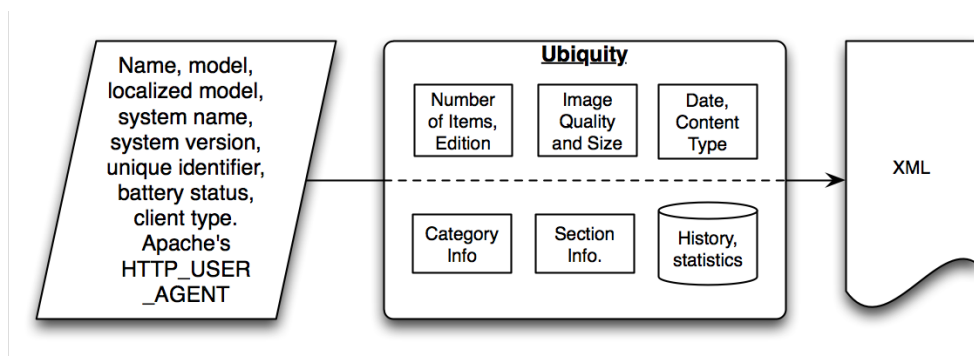 Name, model,
localized model,
system name,
system version,
unique identifier,
battery status,
client type.
Apache's
HTTP_USER
_AGENT
Ubiquity
Number
of Items,
Edition
Image
Quality
and Size
Date,
Content
Type
Category
Info
Section
Info.
History,
statistics
XML